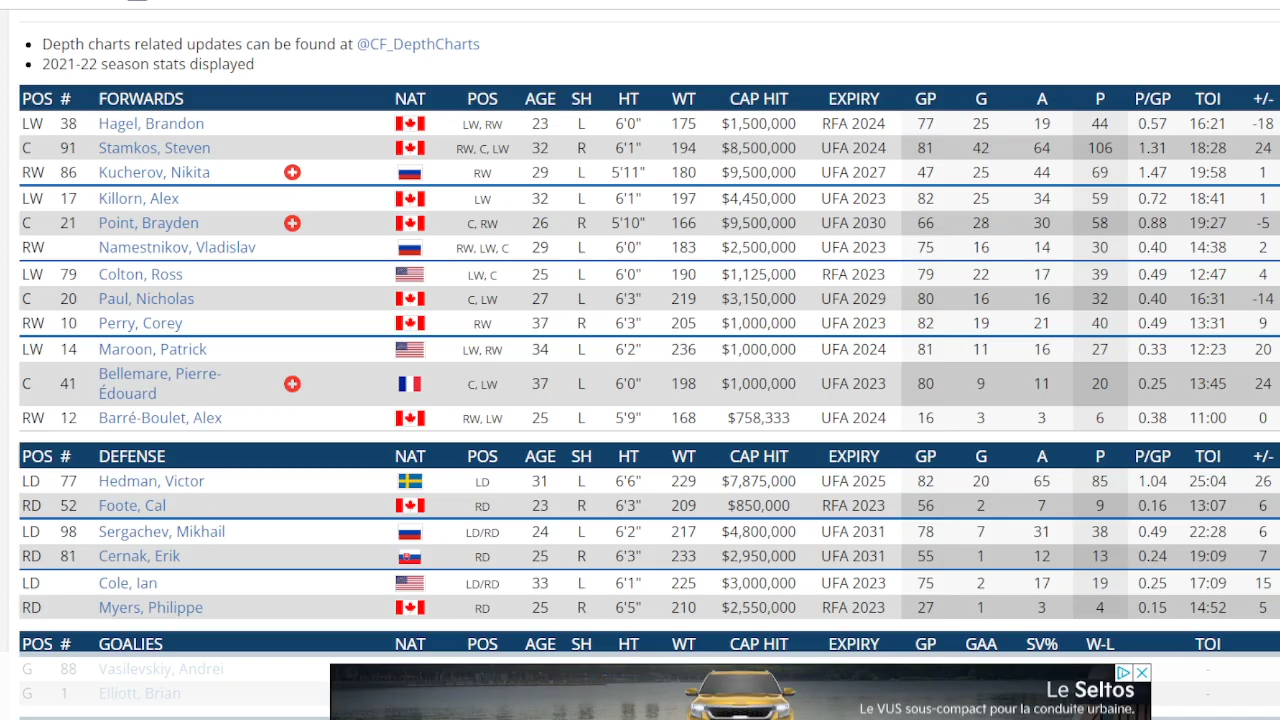 Depth charts related updates can be found at @CF_DepthCharts
2021-22 season stats displayed
POS # FORWARDS NAT POS AGE SH HT WT CAP HIT EXPIRY GP G A P P/GP TOI +/-
LW 38 Hagel, Brandon LW, RW 23 L 6'0" 175 $1,500,000 RFA 2024 77 25 19 44 0.57 16:21 -18
C 91 Stamkos, Steven RW, C, LW 32 R 6'1" 194 $8,500,000 UFA 2024 81 42 64 106 1.31 18:28 24
RW 86 Kucherov, Nikita RW 29 L 5'11" 180 $9,500,000 UFA 2027 47 25 44 69 1.47 19:58 1
LW 17 Killorn, Alex LW 32 L 6'1" 197 $4,450,000 UFA 2023 82 25 34 59 0.72 18:41 1
C 21 Point, Brayden C, RW 26 R 5'10" 166 $9,500,000 UFA 2030 66 28 30 58 0.88 19:27 -5
RW Namestnikov, Vladislav RW, LW, C 29 L 6'0" 183 $2,500,000 UFA 2023 75 16 14 30 0.40 14:38 2
LW 79 Colton, Ross LW, C 25 L 6'0" 190 $1,125,000 RFA 2023 79 22 17 39 0.49 12:47 4
C 20 Paul, Nicholas C, LW 27 L 6'3" 219 $3,150,000 UFA 2029 80 16 16 32 0.40 16:31 -14
RW 10 Perry, Corey RW 37 R 6'3" 205 $1,000,000 UFA 2023 82 19 21 40 0.49 13:31 9
LW 14 Maroon, Patrick LW, RW 34 L 6'2" 236 $1,000,000 UFA 2024 81 11 16 27 0.33 12:23 20
C 41 Bellemare, Pierre-
Édouard C, LW 37 L 6'0" 198 $1,000,000 UFA 2023 80 9 11 20 0.25 13:45 24
RW 12 Barré-Boulet, Alex RW, LW 25 L 5'9" 168 $758,333 UFA 2024 16 3 3 6 0.38 11:00 0
POS # DEFENSE NAT POS AGE SH HT WT CAP HIT EXPIRY GP G A P P/GP TOI +/-
LD 77 Hedman, Victor LD 31 L 6'6" 229 $7,875,000 UFA 2025 82 20 65 85 1.04 25:04 26
RD 52 Foote, Cal RD 23 R 6'3" 209 $850,000 RFA 2023 56 2 7 9 0.16 13:07 6
LD 98 Sergachev, Mikhail LD/RD 24 L 6'2" 217 $4,800,000 UFA 2031 78 7 31 38 0.49 22:28 6
RD 81 Cernak, Erik RD 25 R 6'3" 233 $2,950,000 UFA 2031 55 1 12 13 0.24 19:09 7
LD Cole, Ian LD/RD 33 L 6'1" 225 $3,000,000 UFA 2023 75 2 17 19 0.25 17:09 15
RD Myers, Philippe RD 25 R 6'5" 210 $2,550,000 RFA 2023 27 1 3 4 0.15 14:52 5
POS # GOALIES NAT POS AGE SH HT WT CAP HIT EXPIRY GP GAA SV% W-L TOI
G 88 Vasilevskiy, Andrei -
G 1 Elliott, Brian -
Le Seltos
Le VUS sous-compact pour la conduite urbaine.